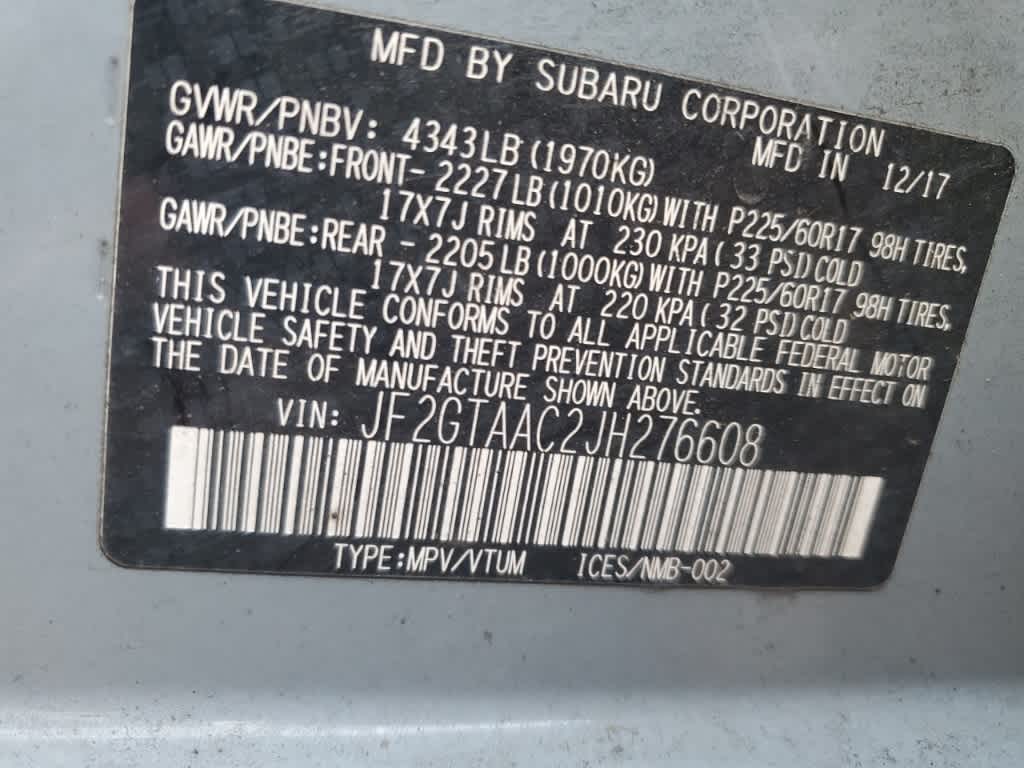 MFD BY SUBARU CORPORATION
MFD IN 12/17
GVWR/PNBV: 4343LB (1970KG)
GAWR/PNBE:FRONT- 2227LB(1010KG)WITH P225/60R17 98H TIRES,
17X7J RIMS AT 230 KPA( 33 PSI)COLD
GAWR/PNBE:REAR - 2205LB(1000KG)WITH P225/60R17 98H TIRES,
17X7J RIMS AT 220 KPA( 32 PSI)COLD
THIS VEHICLE CONFORMS TO ALL APPLICABLE FEDERAL MOTOR
VEHICLE SAFETY AND THEFT PREVENTION STANDARDS IN EFFECT ON
THE DATE OF MANUFACTURE SHOWN ABOVE.
VIN: JF2GTAAC2JH276608
TYPE:MPV/VTUM ICES/NMB-002